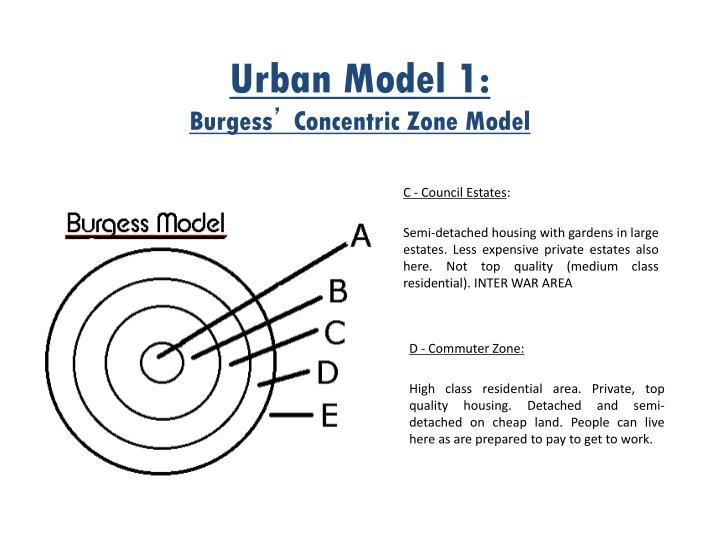 Urban Model 1:
Burgess’ Concentric Zone Model
C - Council Estates:
Semi-detached housing with gardens in large
estates. Less expensive private estates also
here. Not top quality (medium class
residential). INTER WAR AREA
Burgess Model
A
B
C
D
E
D - Commuter Zone:
High class residential area. Private, top
quality housing. Detached and semi-
detached on cheap land. People can live
here as are prepared to pay to get to work.